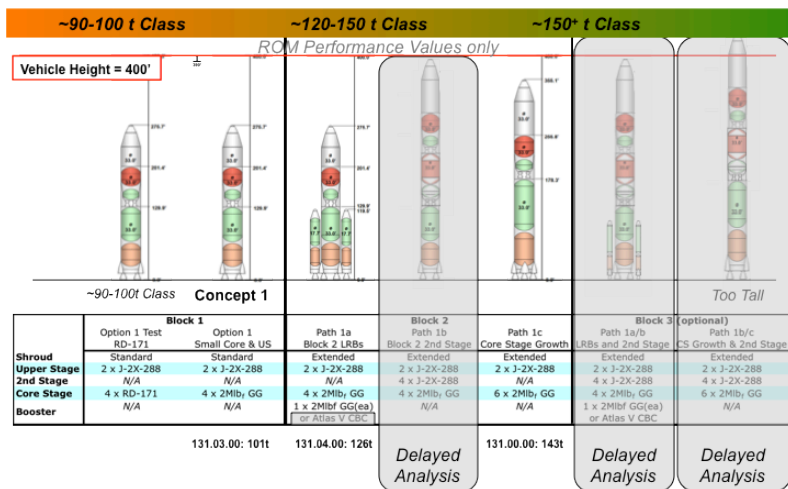 ~90-100 t Class
~120-150 t Class
~150+ t Class
ROM Performance Values only
Vehicle Height = 400'
~90-100t Class
Concept 1
Too Tall
Block 1
Block 2
Block 3 (optional)
Option 1 Test
RD-171
Option 1
Small Core & US
Path 1a
Block 2 LRBs
Path 1b
Block 2 2nd Stage
Path 1c
Core Stage Growth
Path 1a/b
LRBs and 2nd Stage
Path 1b/c
CS Growth & 2nd Stage
Shroud Standard Standard Extended Extended Extended Extended Extended
Upper Stage 2 x J-2X-288 2 x J-2X-288 2 x J-2X-288 2 x J-2X-288 2 x J-2X-288 2 x J-2X-288 2 x J-2X-288
2nd Stage N/A N/A N/A 4 x J-2X-288 N/A 4 x J-2X-288 4 x J-2X-288
Core Stage 4 x RD-171 4 x 2Mlbf GG 4 x 2Mlbf GG 4 x 2Mlbf GG 6 x 2Mlbf GG 4 x 2Mlbf GG 6 x 2Mlbf GG
Booster N/A N/A 1 x 2Mlbf GG(ea) N/A N/A 1 x 2Mlbf GG(ea) N/A
or Atlas V CBC or Atlas V CBC
131.03.00: 101t
131.04.00: 126t
131.00.00: 143t
Delayed
Analysis
Delayed
Analysis
Delayed
Analysis